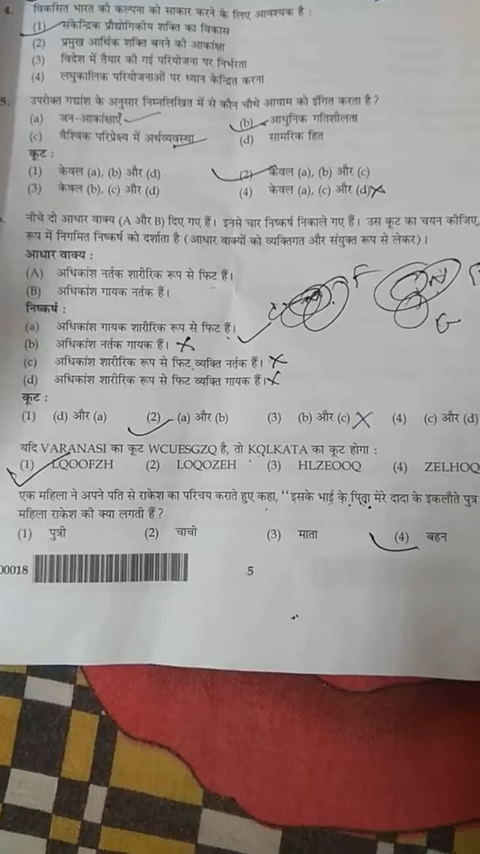 4. विकसित भारत की कल्पना को साकार करने के लिए आवश्यक है :
(1) संकेन्द्रिक प्रौद्योगिकीय शक्ति का विकास
(2) प्रमुख आर्थिक शक्ति बनने की आकांक्षा
(3) विदेश में तैयार की गई परियोजना पर निर्भरता
(4) लघुकालिक परियोजनाओं पर ध्यान केन्द्रित करना
5. उपरोक्त गद्यांश के अनुसार निम्नलिखित में से कौन चौथे आयाम को इंगित करता है ?
(a) जन-आकांक्षाएँ (b) आधुनिक गतिशीलता
(c) वैश्विक परिप्रेक्ष्य में अर्थव्यवस्था (d) सामरिक हित
कूट :
(1) केवल (a), (b) और (d) (2) केवल (a), (b) और (c)
(3) केवल (b), (c) और (d) (4) केवल (a), (c) और (d)
नीचे दो आधार वाक्य (A और B) दिए गए हैं। इनसे चार निष्कर्ष निकाले गए हैं। उस कूट का चयन कीजिए
रूप में निगमित निष्कर्ष को दर्शाता है (आधार वाक्यों को व्यक्तिगत और संयुक्त रूप से लेकर)।
आधार वाक्य :
(A) अधिकांश नर्तक शारीरिक रूप से फिट हैं।
(B) अधिकांश गायक नर्तक हैं।
निष्कर्ष :
(a) अधिकांश गायक शारीरिक रूप से फिट हैं।
(b) अधिकांश नर्तक गायक हैं।
(c) अधिकांश शारीरिक रूप से फिट व्यक्ति नर्तक हैं।
(d) अधिकांश शारीरिक रूप से फिट व्यक्ति गायक हैं।
कूट :
(1) (d) और (a) (2) (a) और (b) (3) (b) और (c) (4) (c) और (d)
यदि VARANASI का कूट WCUESGZQ है, तो KQLKATA का कूट होगा :
(1) LQOOFZH (2) LOQOZEH (3) HLZEOOQ (4) ZELHOQ
एक महिला ने अपने पति से राकेश का परिचय कराते हुए कहा, "इसके भाई के पिता मेरे दादा के इकलौते पुत्र
महिला राकेश की क्या लगती हैं ?
(1) पुत्री (2) चाची (3) माता (4) बहन
00018 5